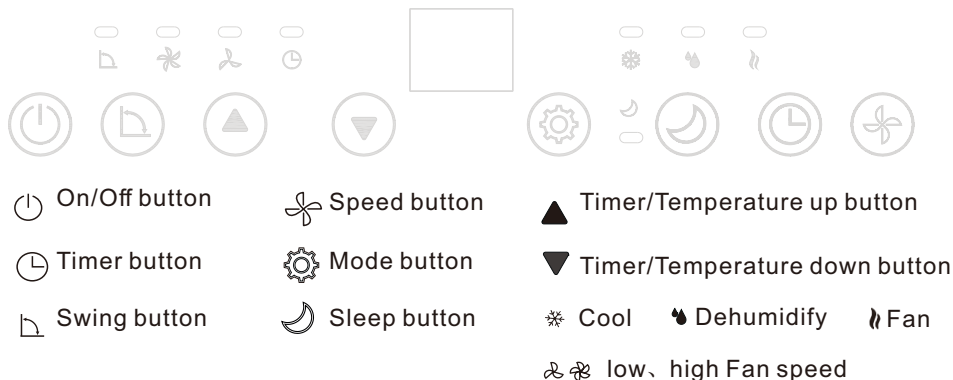 On/Off button
Speed button
Timer/Temperature up button
Timer button
Mode button
Timer/Temperature down button
Swing button
Sleep button
Cool
Dehumidify
Fan
low、high Fan speed